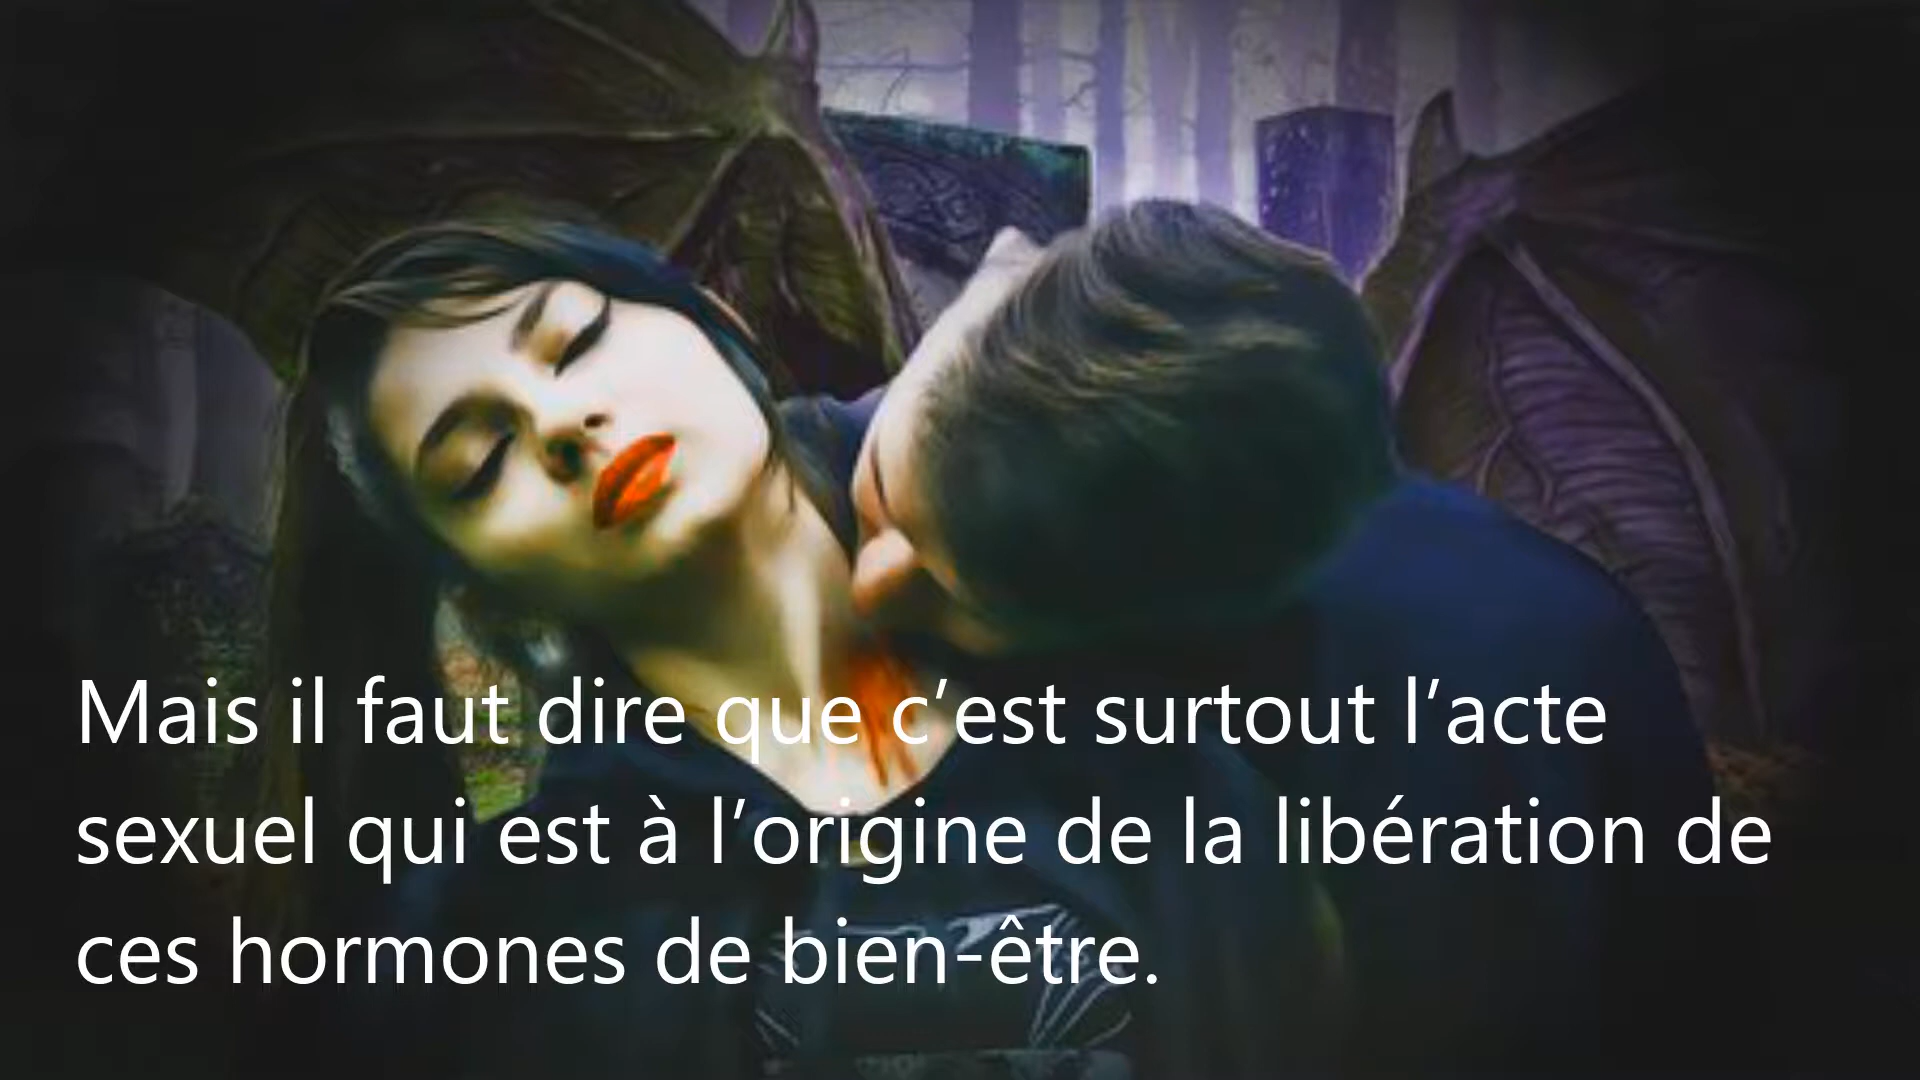 Mais il faut dire que c’est surtout l’acte
sexuel qui est à l’origine de la libération de
ces hormones de bien-être.